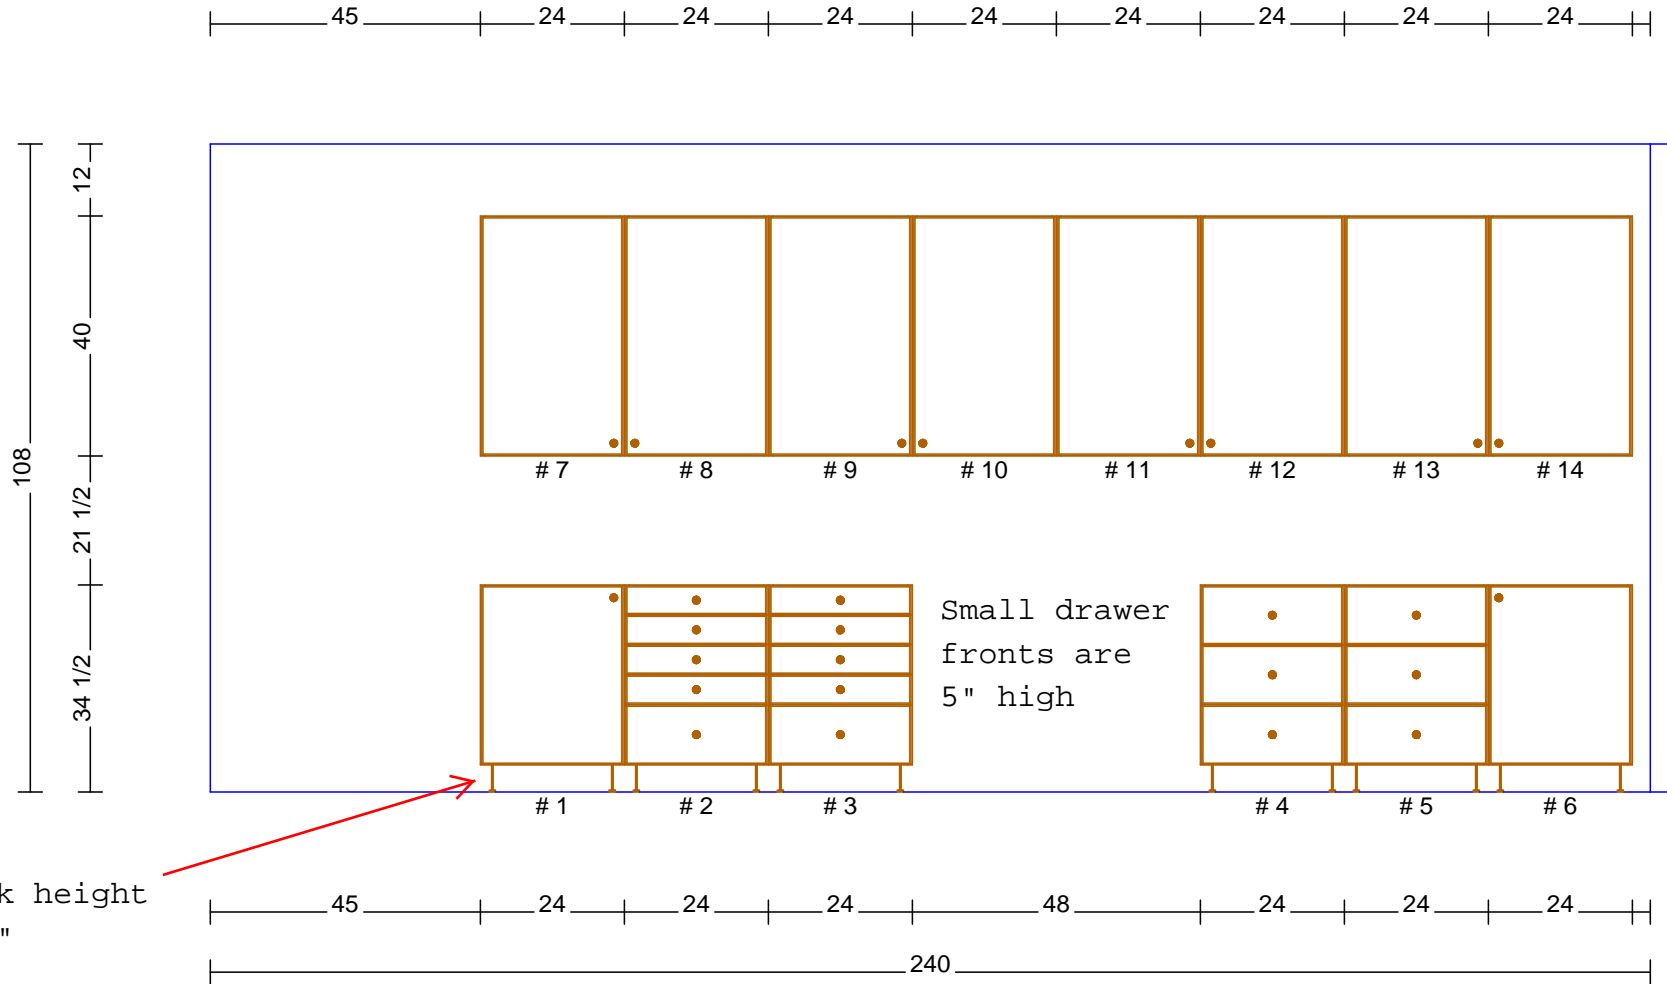 45 24 24 24 24 24 24 24 24
12
40
108
21 1/2
34 1/2
# 7 # 8 # 9 # 10 # 11 # 12 # 13 # 14
Small drawer
fronts are
5" high
# 1 # 2 # 3 # 4 # 5 # 6
height
"
45 24 24 24 48 24 24 24
240